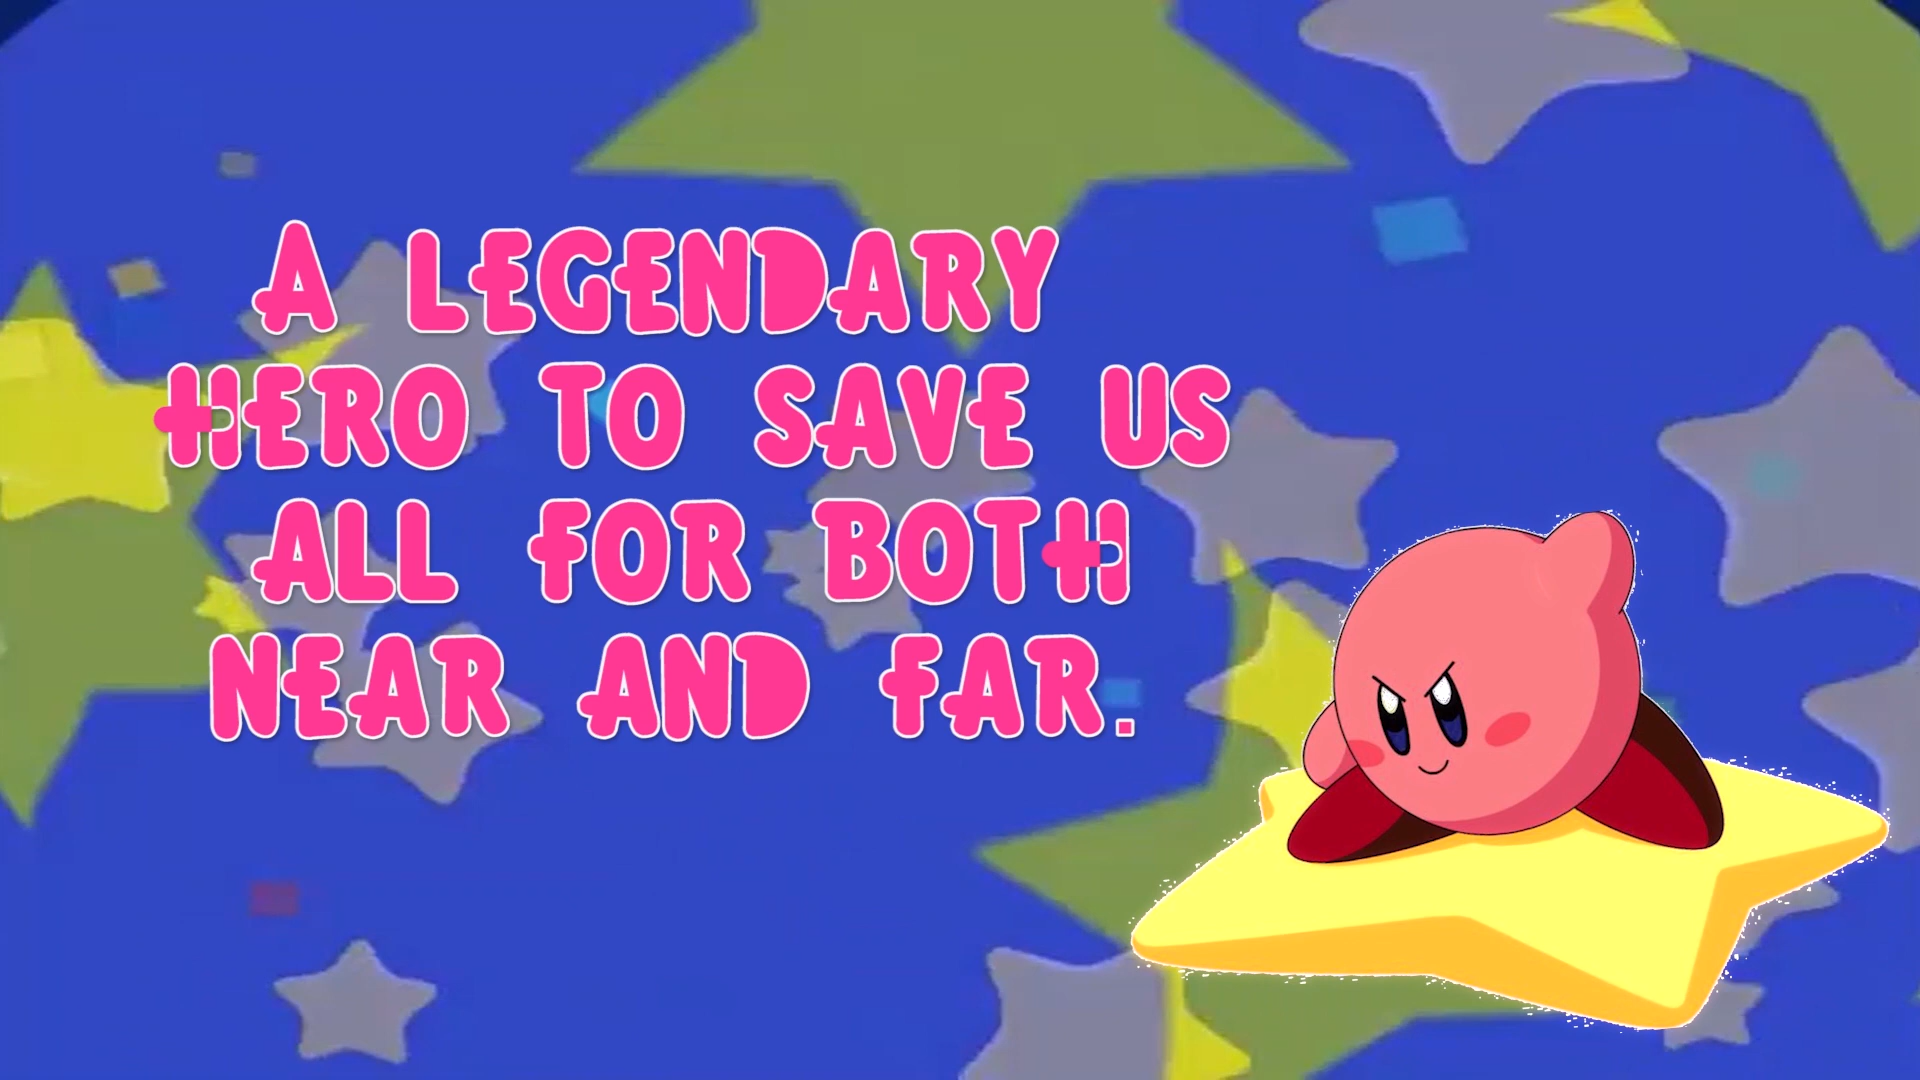 A LEGENDARY
HERO TO SAVE US
ALL FOR BOTH
NEAR AND FAR.